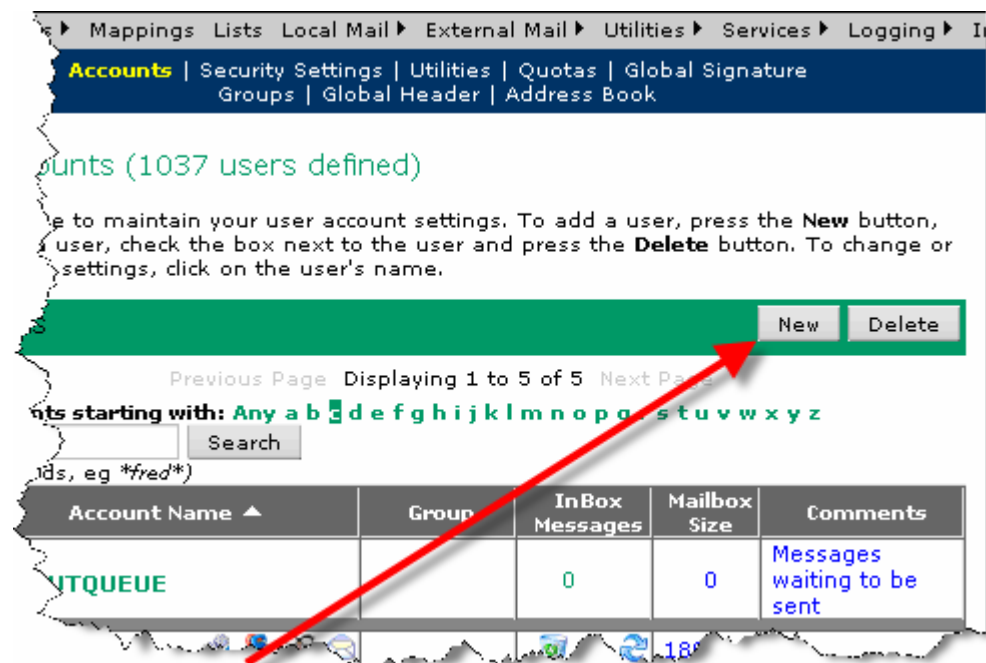 Mappings Lists Local Mail External Mail Utilities Services Logging
Accounts | Security Settings | Utilities | Quotas | Global Signature
Groups | Global Header | Address Book
ounts (1037 users defined)
e to maintain your user account settings. To add a user, press the New button,
user, check the box next to the user and press the Delete button. To change or
settings, click on the user's name.
New Delete
Previous Page Displaying 1 to 5 of 5 Next Page
nts starting with: Any a b c d e f g h i j k l m n o p q r s t u v w x y z
Search
ds, eg *fred*)
Account Name Group InBox Messages Mailbox Size Comments
UTQUEUE 0 0 Messages waiting to be sent